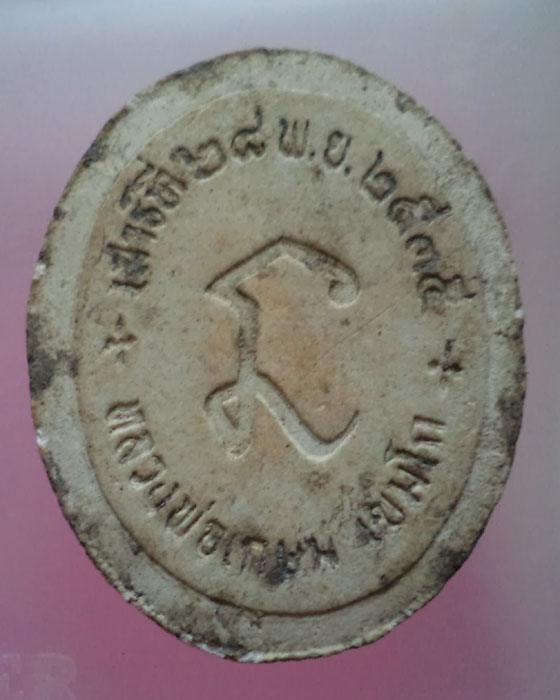 เสาร์ที่ ๒๘ พ.ย. ๒๕๓๕
หลวงพ่อเกษม เขมโก
ER